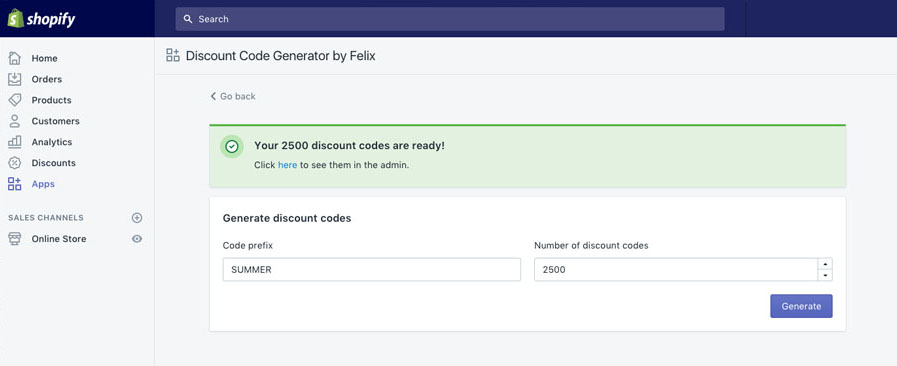 shopify
Search
Home
Orders
Products
Customers
Analytics
Discounts
Apps
SALES CHANNELS
Online Store
Discount Code Generator by Felix
Go back
Your 2500 discount codes are ready!
Click here to see them in the admin.
Generate discount codes
Code prefix
Number of discount codes
SUMMER
2500
Generate